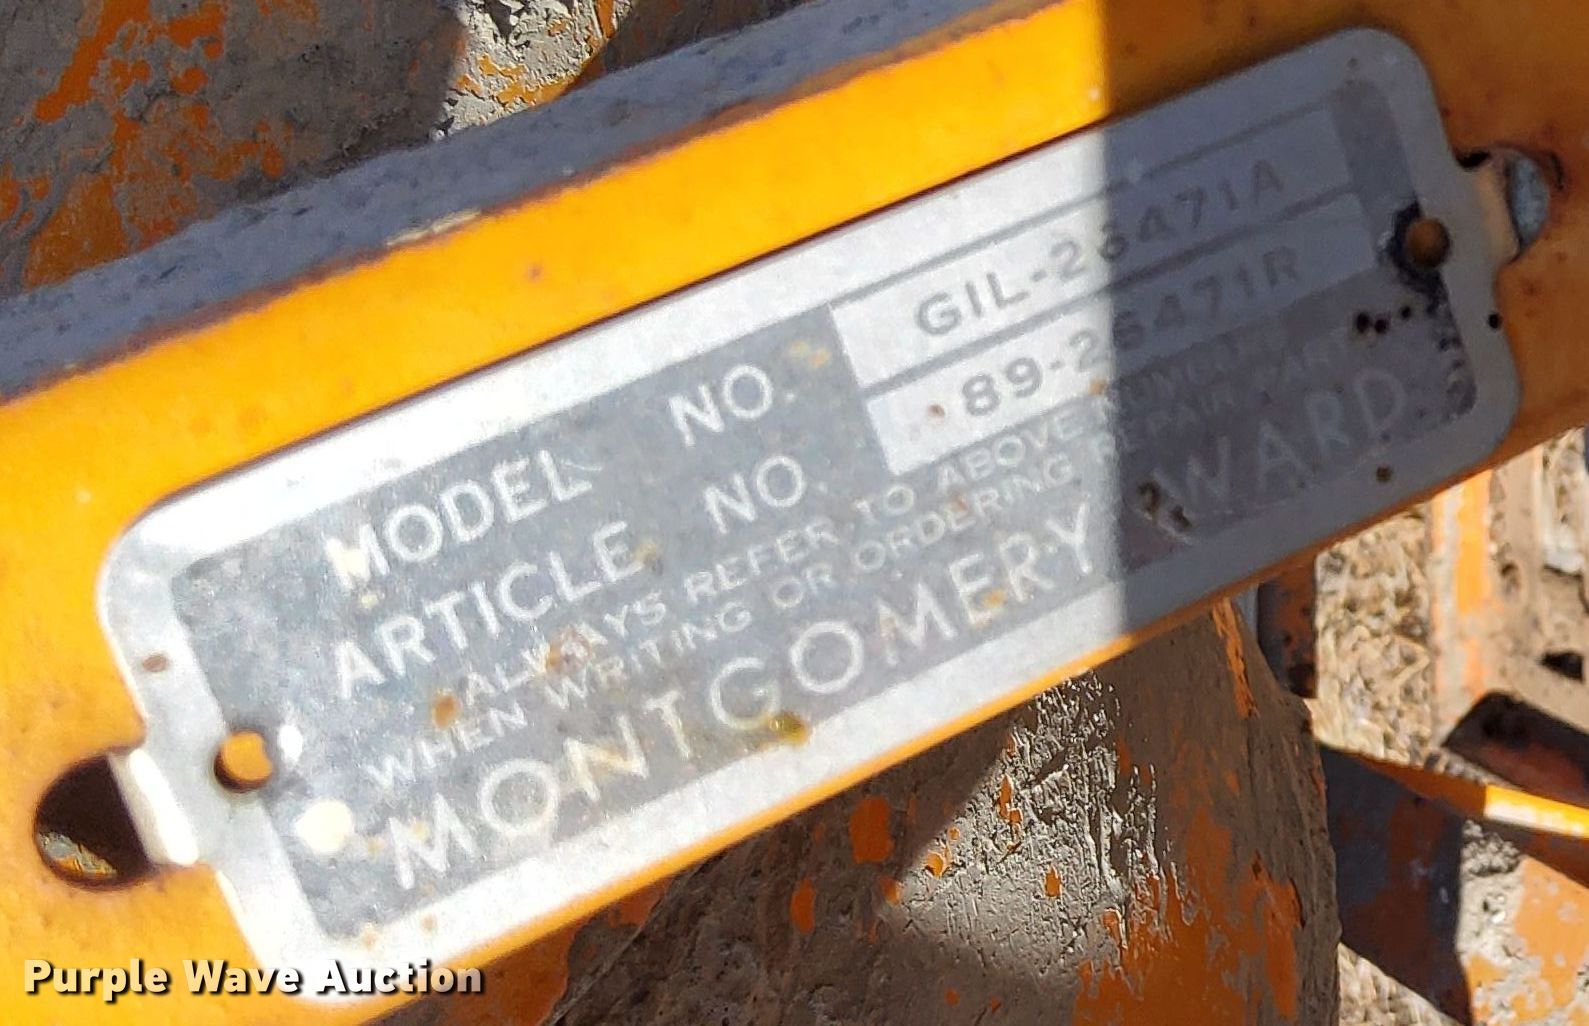 MODEL NO. GIL-26471A
ARTICLE NO. 89-26471R
ALWAYS REFER TO ABOVE NUMBER
WHEN WRITING OR ORDERING REPAIR PARTS
MONTGOMERY WARD
Purple Wave Auction